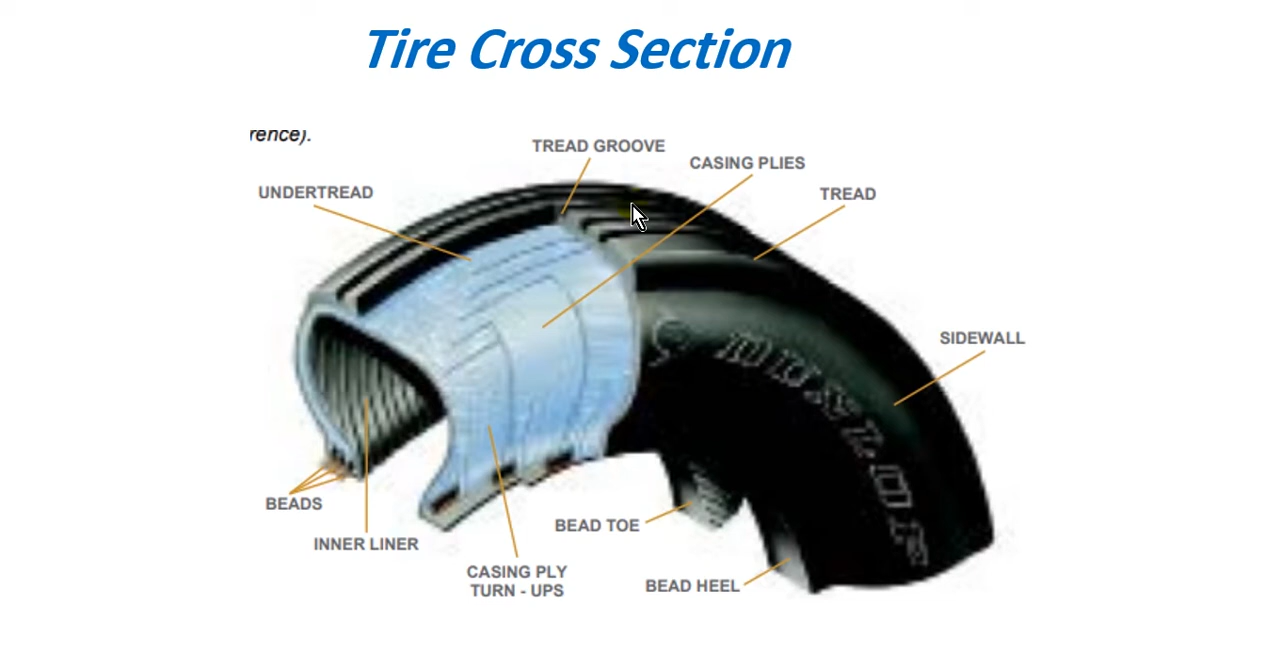 Tire Cross Section
rence).
TREAD GROOVE
CASING PLIES
UNDERTREAD
TREAD
SIDEWALL
DUNLOP
BEADS
BEAD TOE
INNER LINER
CASING PLY
TURN - UPS
BEAD HEEL